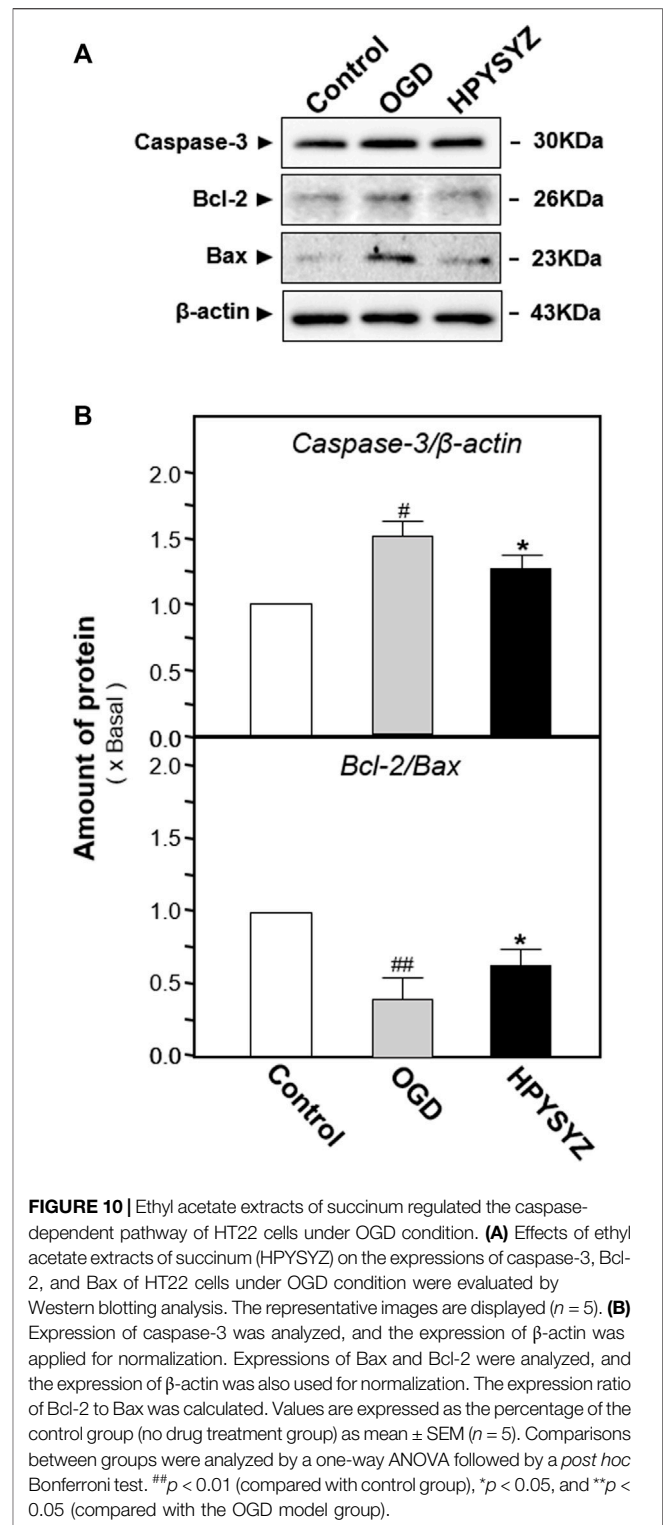 A
Control
OGD
HPYSYZ
Caspase-3 ► – 30KDa
Bcl-2 ► – 26KDa
Bax ► – 23KDa
β-actin ► – 43KDa
B
Caspase-3/β-actin
2.0
#
1.5
*
1.0
0.5
0.0
Amount of protein
( x Basal )
Bcl-2/Bax
2.0
1.5
1.0
*
##
0.5
0.0
Control
OGD
HPYSYZ
FIGURE 10 | Ethyl acetate extracts of succinum regulated the caspase-
dependent pathway of HT22 cells under OGD condition. (A) Effects of ethyl
acetate extracts of succinum (HPYSYZ) on the expressions of caspase-3, Bcl-
2, and Bax of HT22 cells under OGD condition were evaluated by
Western blotting analysis. The representative images are displayed (n = 5). (B)
Expression of caspase-3 was analyzed, and the expression of β-actin was
applied for normalization. Expressions of Bax and Bcl-2 were analyzed, and
the expression of β-actin was also used for normalization. The expression ratio
of Bcl-2 to Bax was calculated. Values are expressed as the percentage of the
control group (no drug treatment group) as mean ± SEM (n = 5). Comparisons
between groups were analyzed by a one-way ANOVA followed by a post hoc
Bonferroni test. ##p < 0.01 (compared with control group), *p < 0.05, and **p <
0.05 (compared with the OGD model group).